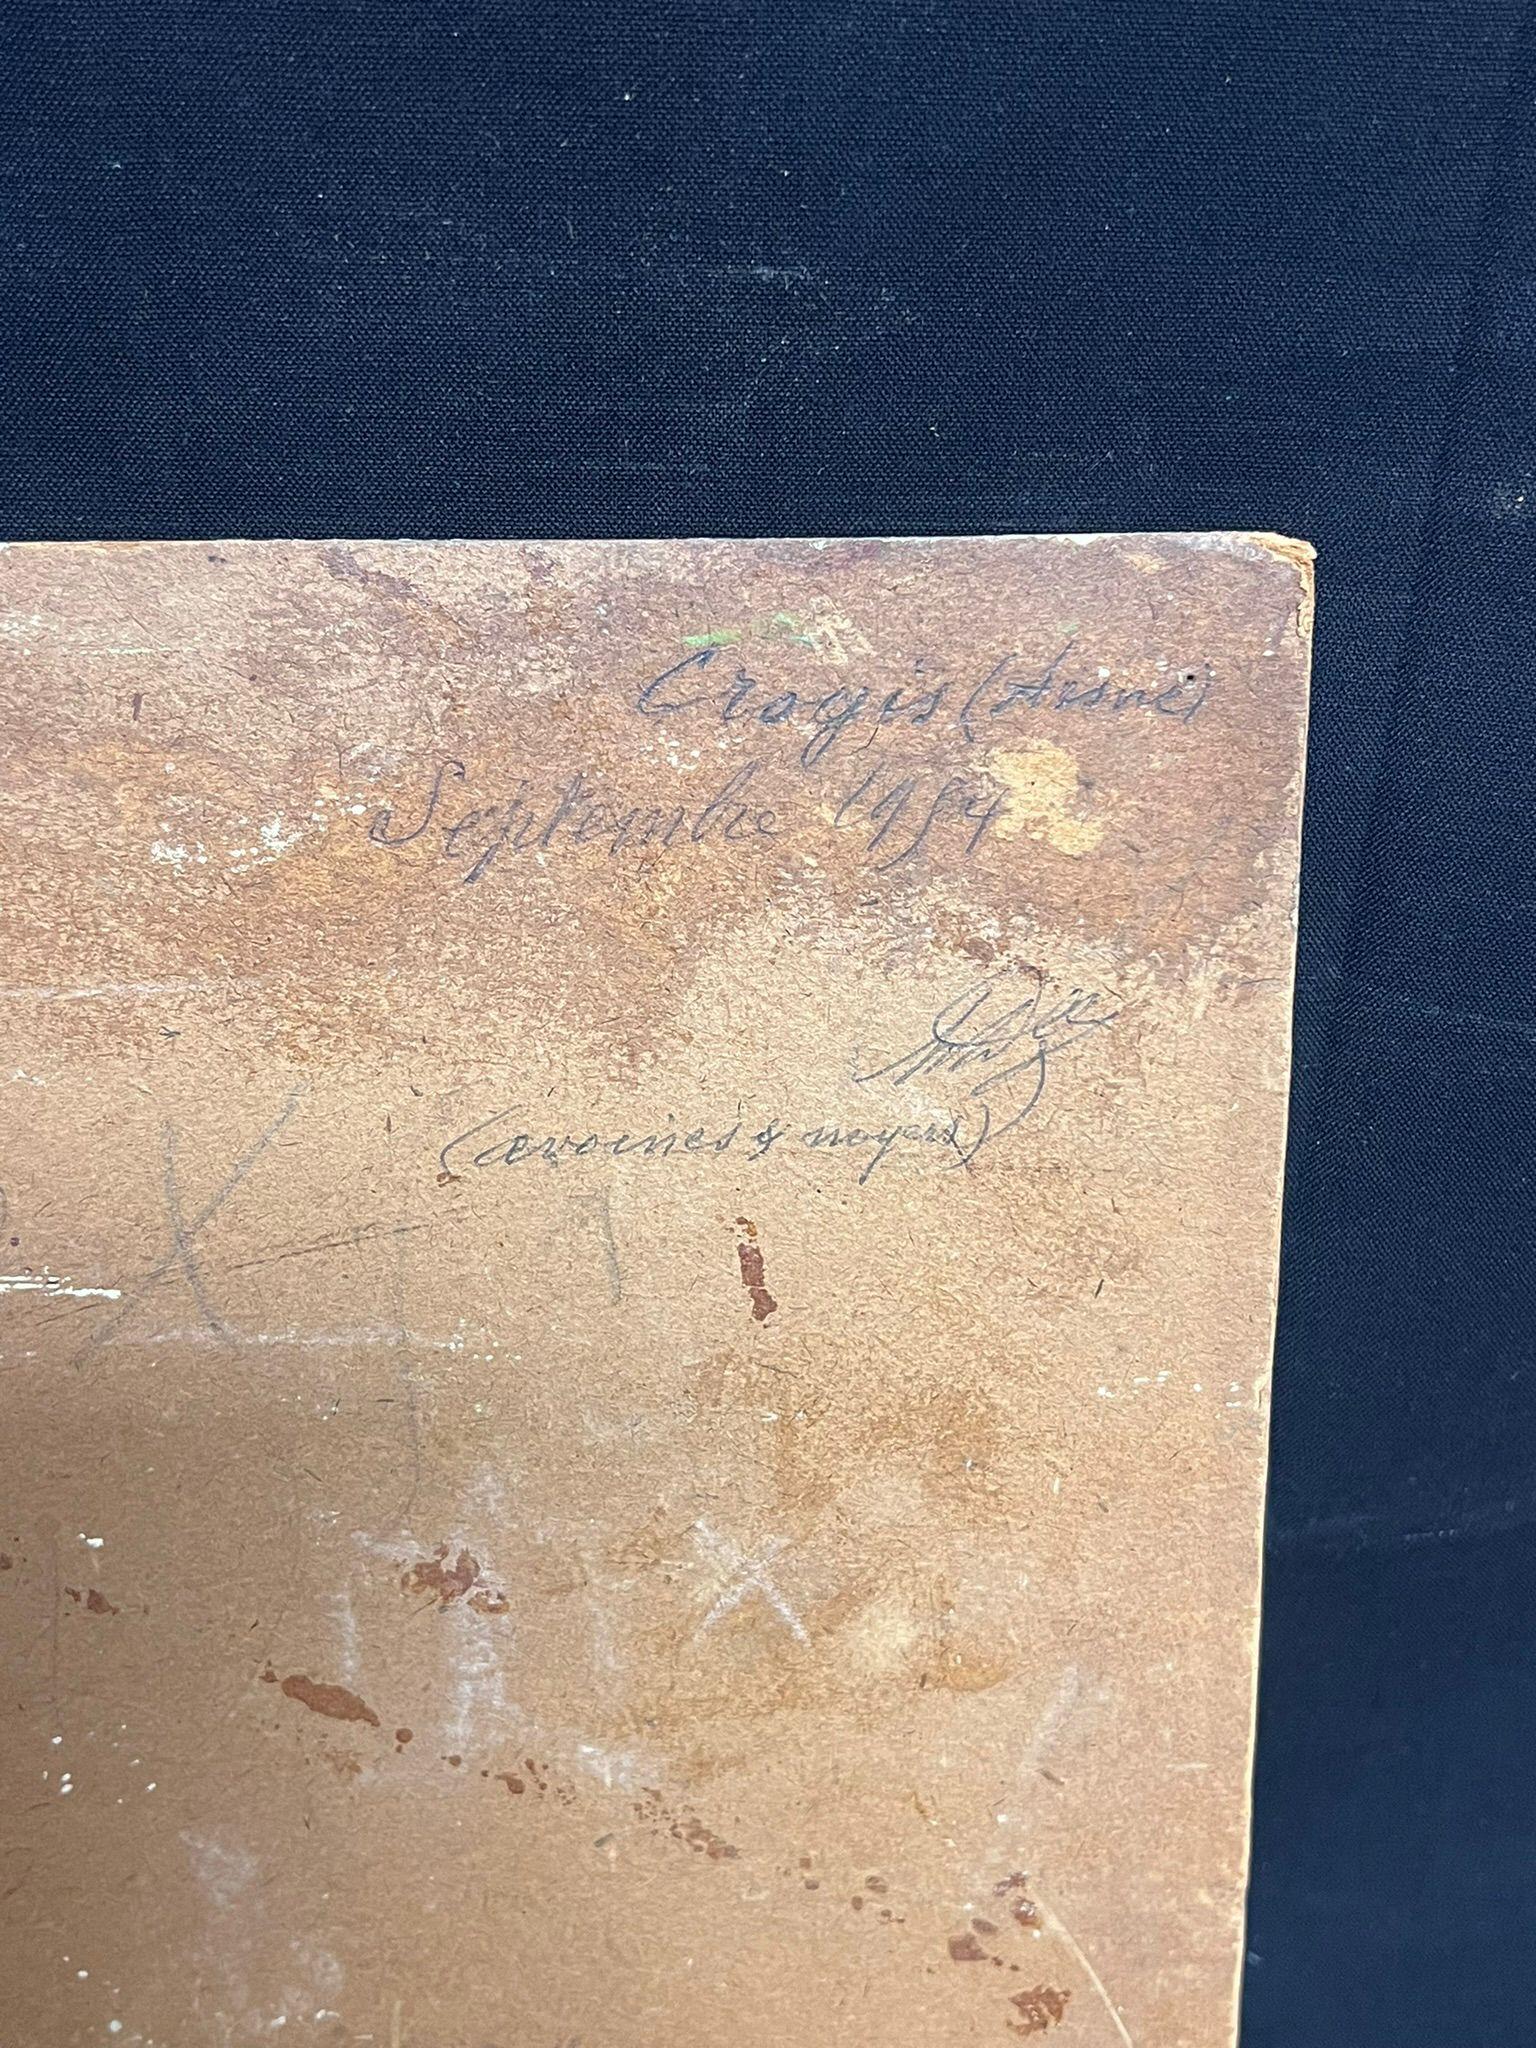 Crogis (Aisne)
Septembre 1954
(avoines & noyers)